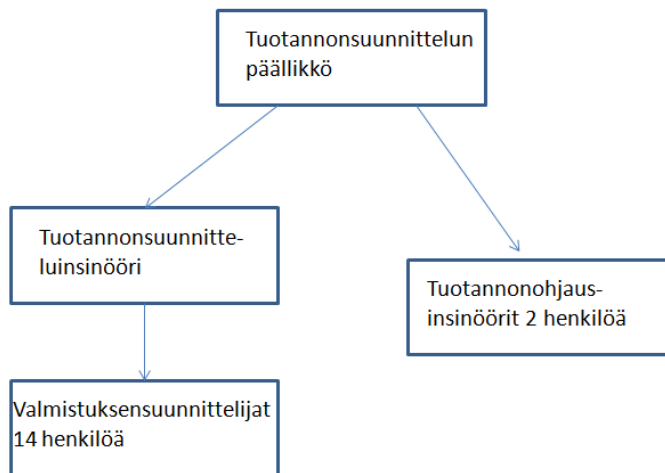 Tuotannonsuunnittelun
päällikkö
Tuotannonsuunnitte-
luinsinööri
Tuotannonohjaus-
insinöörit 2 henkilöä
Valmistuksensuunnittelijat
14 henkilöä